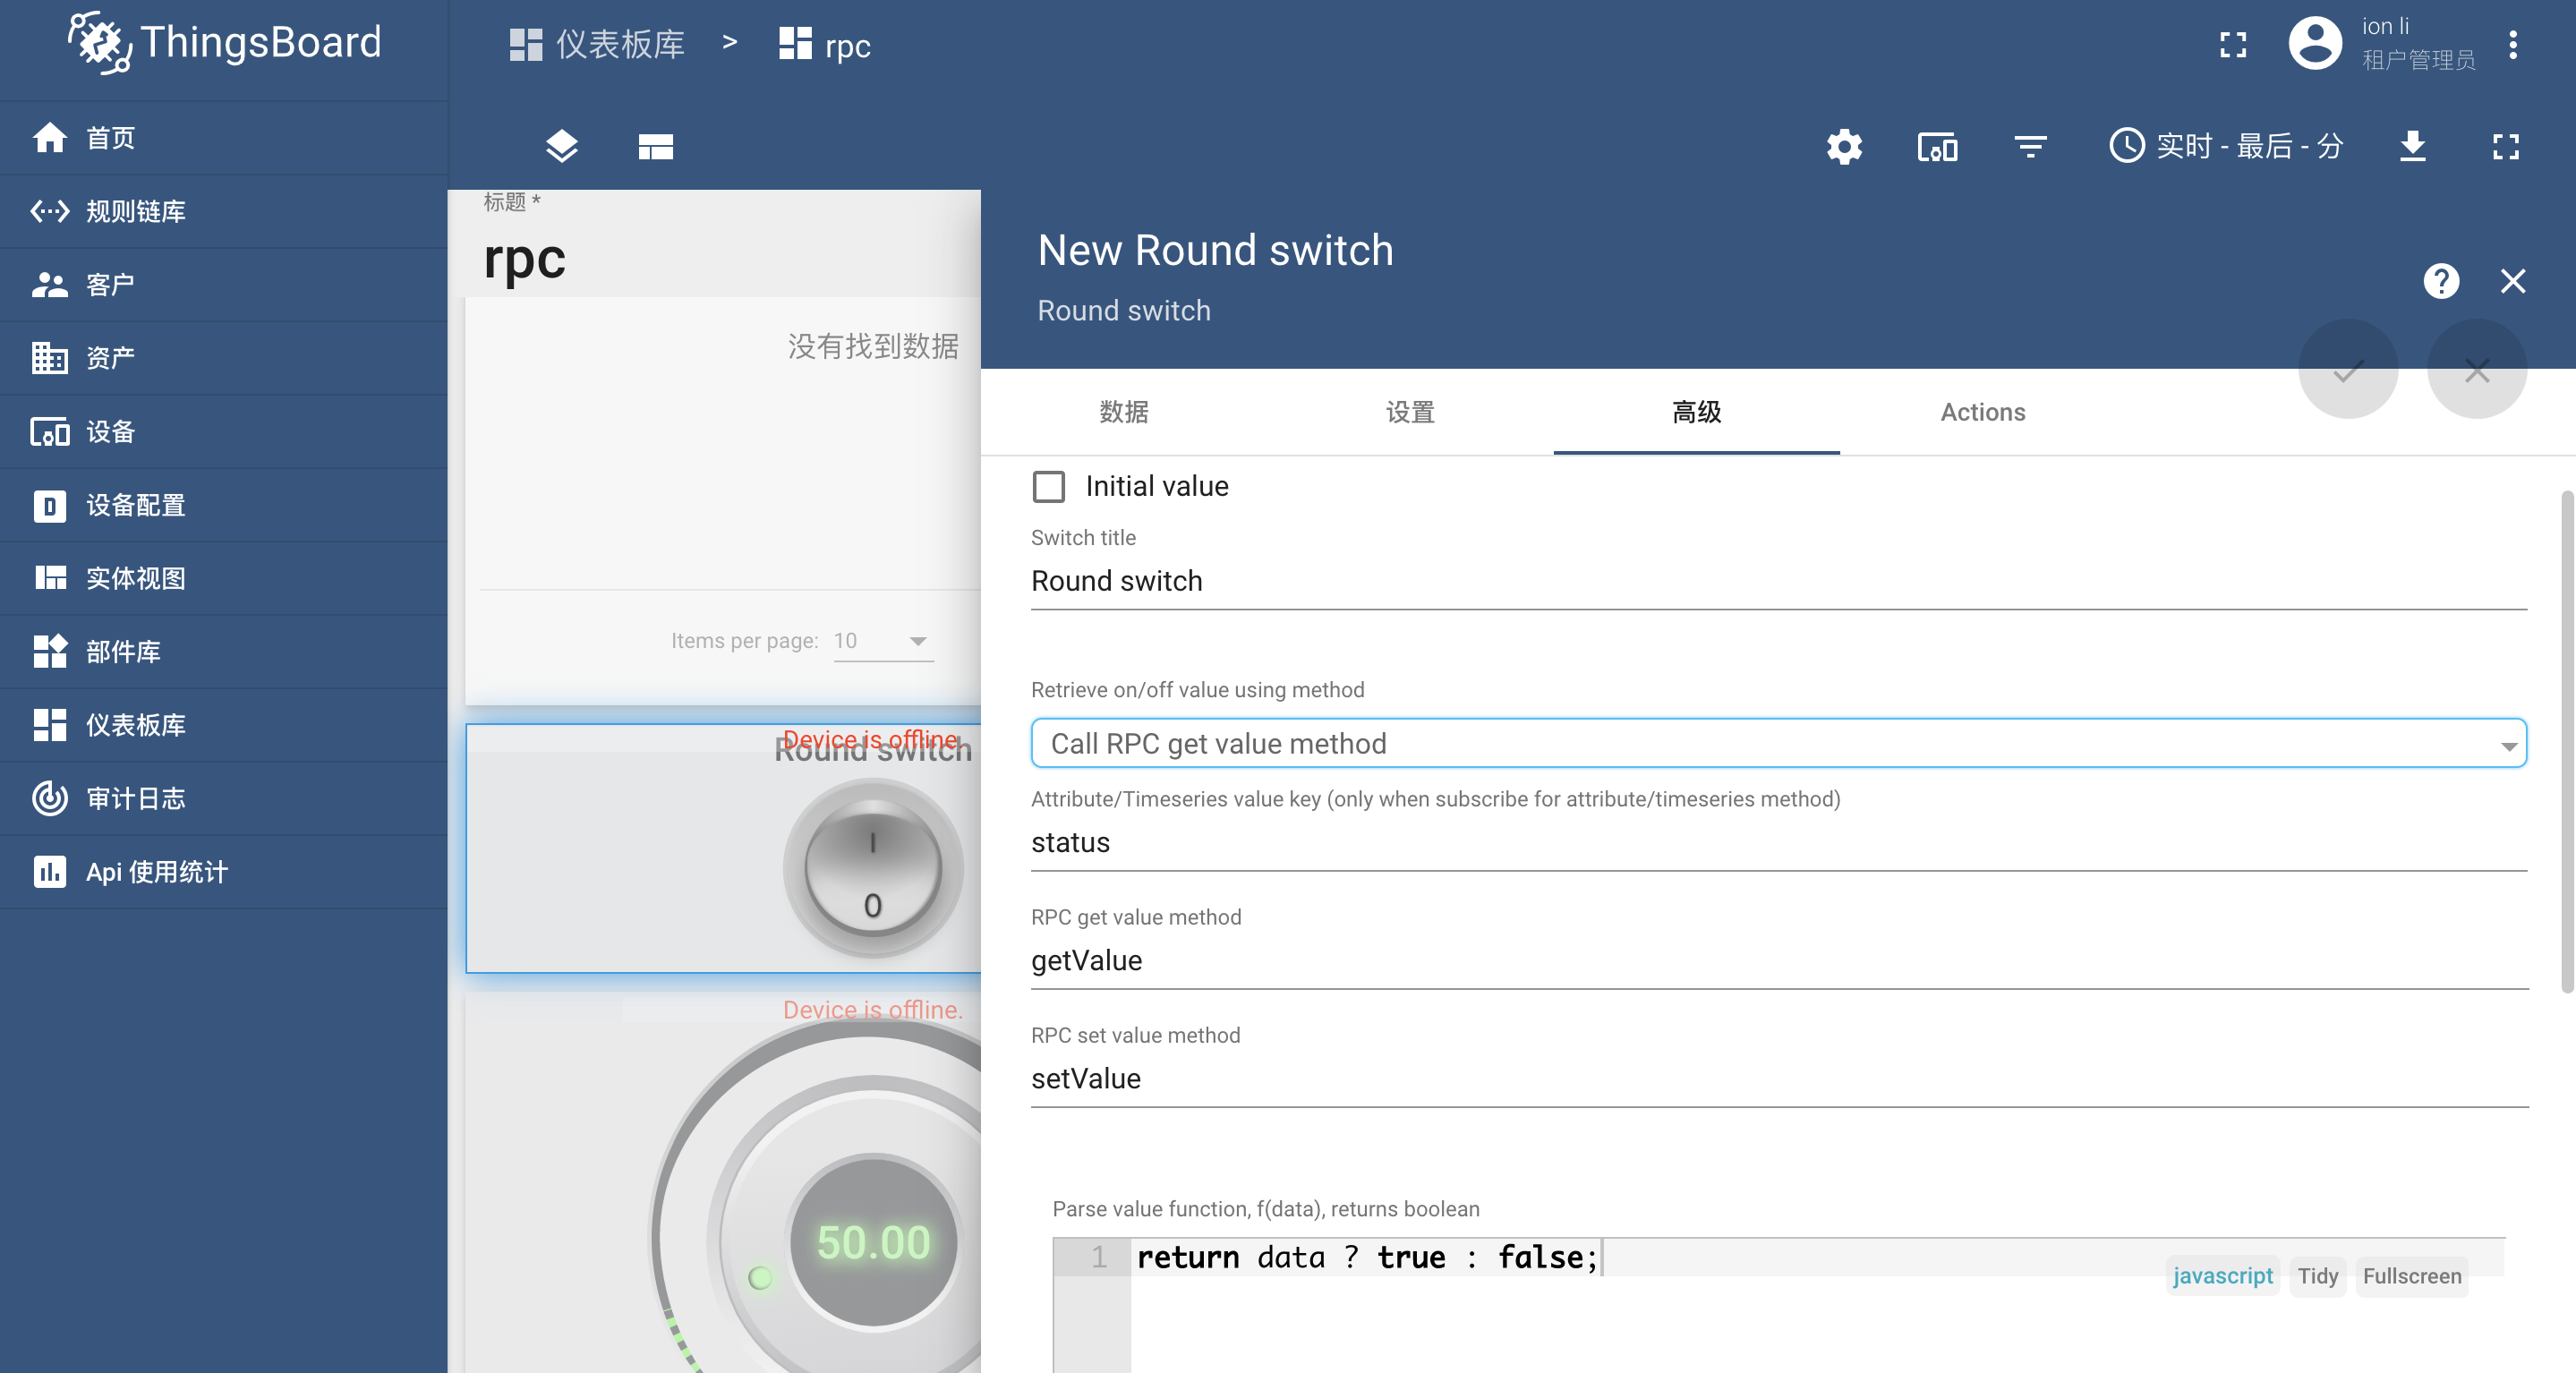 ThingsBoard
仪表板库 > rpc
ion li
租户管理员
首页
规则链库
客户
资产
设备
设备配置
实体视图
部件库
仪表板库
审计日志
Api 使用统计
实时 - 最后 - 分
标题 *
rpc
没有找到数据
Items per page: 10
Device is offline.
Round switch
I
0
Device is offline.
50.00
New Round switch
Round switch
数据 设置 高级 Actions
Initial value
Switch title
Round switch
Retrieve on/off value using method
Call RPC get value method
Attribute/Timeseries value key (only when subscribe for attribute/timeseries method)
status
RPC get value method
getValue
RPC set value method
setValue
Parse value function, f(data), returns boolean
1 return data ? true : false;
javascript Tidy Fullscreen